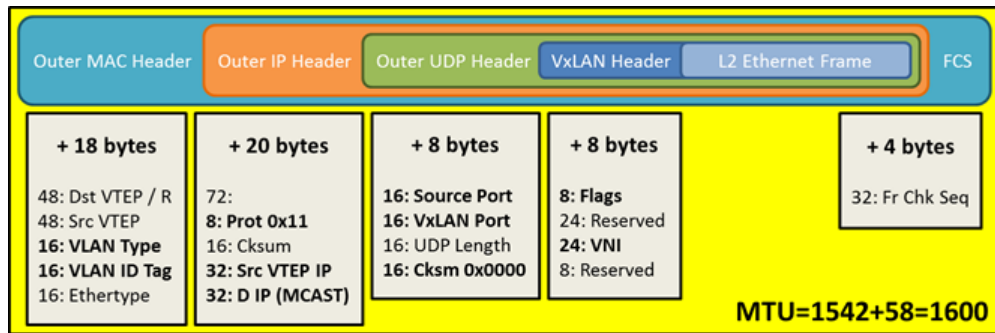 Outer MAC Header Outer IP Header Outer UDP Header VxLAN Header L2 Ethernet Frame FCS
+ 18 bytes
48: Dst VTEP / R
48: Src VTEP
16: VLAN Type
16: VLAN ID Tag
16: Ethertype
+ 20 bytes
72:
8: Prot 0x11
16: Cksum
32: Src VTEP IP
32: D IP (MCAST)
+ 8 bytes
16: Source Port
16: VxLAN Port
16: UDP Length
16: Cksm 0x0000
+ 8 bytes
8: Flags
24: Reserved
24: VNI
8: Reserved
+ 4 bytes
32: Fr Chk Seq
MTU=1542+58=1600